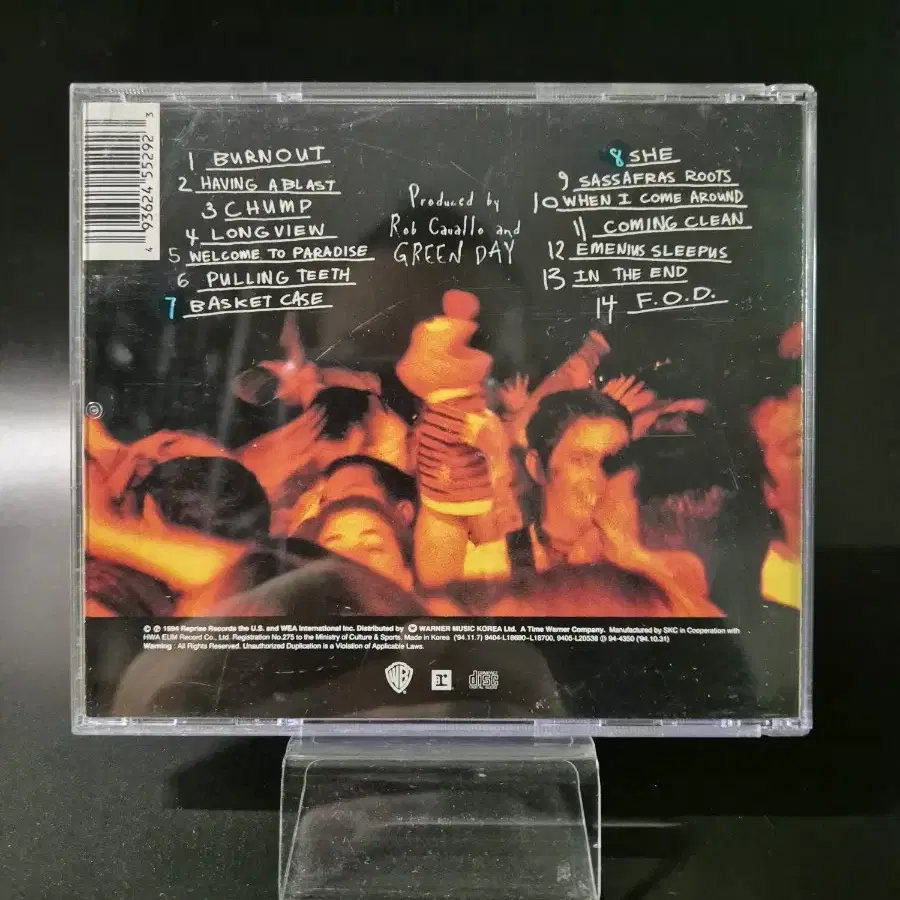 4 93624 55292 3
1 BURNOUT
2 HAVING A BLAST
3 CHUMP
4 LONGVIEW
5 WELCOME TO PARADISE
6 PULLING TEETH
7 BASKET CASE
Produced by
Rob Cavallo and
GREEN DAY
8 SHE
9 SASSAFRAS ROOTS
10 WHEN I COME AROUND
11 COMING CLEAN
12 EMENIUS SLEEPUS
13 IN THE END
14 F.O.D.
© ℗ 1994 Reprise Records the U.S. and WEA International Inc. Distributed by WARNER MUSIC KOREA Ltd. A Time Warner Company. Manufactured by SKC in Cooperation with
HWA EUM Record Co., Ltd. Registration No.275 to the Ministry of Culture & Sports. Made in Korea ('94.11.7) 9404-L18690~L18700, 9405-L20538 ① 94-4350 ('94.10.31)
Warning : All Rights Reserved. Unauthorized Duplication is a Violation of Applicable Laws.
WB r COMPACT disc DIGITAL AUDIO